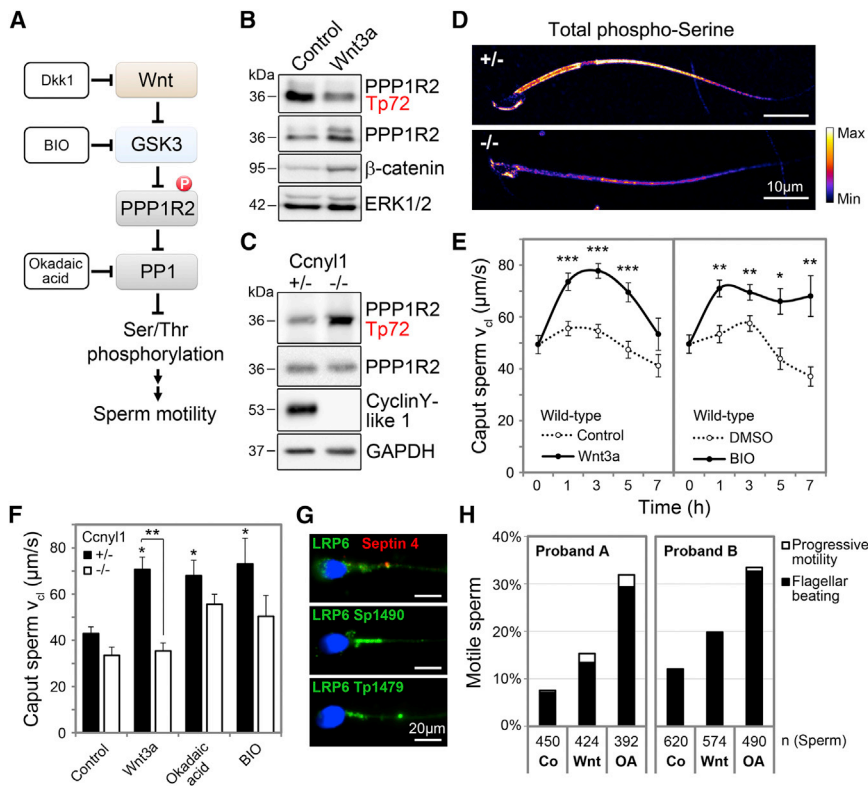 A
Dkk1
Wnt
BIO
GSK3
P
PPP1R2
Okadaic
acid
PP1
Ser/Thr
phosphorylation
Sperm motility
B
Control
Wnt3a
kDa
36
PPP1R2
Tp72
36
PPP1R2
95
β-catenin
42
ERK1/2
C
Ccnyl1
+/-
-/-
kDa
36
PPP1R2
Tp72
36
PPP1R2
53
CyclinY-
like 1
37
GAPDH
D
Total phospho-Serine
+/-
-/-
10μm
Max
Min
E
Caput sperm vcl (μm/s)
80
60
40
20
0
***
***
***
Wild-type
Control
Wnt3a
0 1 3 5 7
**
**
*
**
Wild-type
DMSO
BIO
0 1 3 5 7
Time (h)
F
Caput sperm vcl (μm/s)
80
60
40
20
0
Ccnyl1
+/-
-/-
*
**
*
*
Control
Wnt3a
Okadaic
acid
BIO
G
LRP6 Septin 4
LRP6 Sp1490
LRP6 Tp1479
20μm
H
Motile sperm
40%
30%
20%
10%
0%
Proband A
Proband B
Progressive
motility
Flagellar
beating
450 424 392
620 574 490
n (Sperm)
Co Wnt OA
Co Wnt OA